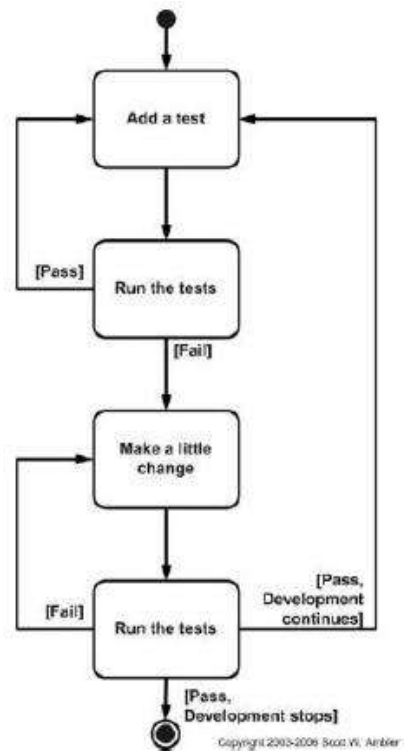 Add a test
[Pass]
Run the tests
[Fail]
Make a little
change
[Pass,
Development
continues]
[Fail]
Run the tests
[Pass,
Development stops]
Copyright 2003-2006 Scott W. Ambler